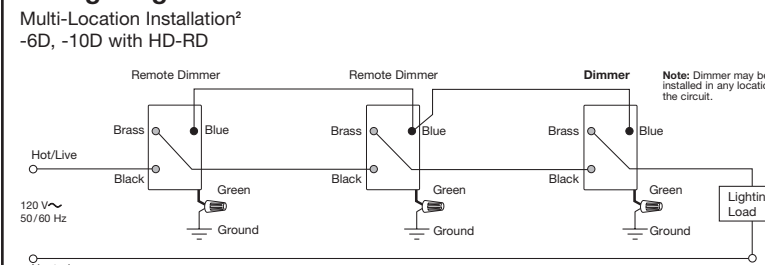 Multi-Location Installation²
-6D, -10D with HD-RD
Remote Dimmer
Remote Dimmer
Dimmer
Note: Dimmer may be
installed in any locatio
the circuit.
Brass
Blue
Brass
Blue
Brass
Blue
Hot/Live
Black
Black
Black
Green
Green
Green
120 V~
50/60 Hz
Ground
Ground
Ground
Lightin
Load